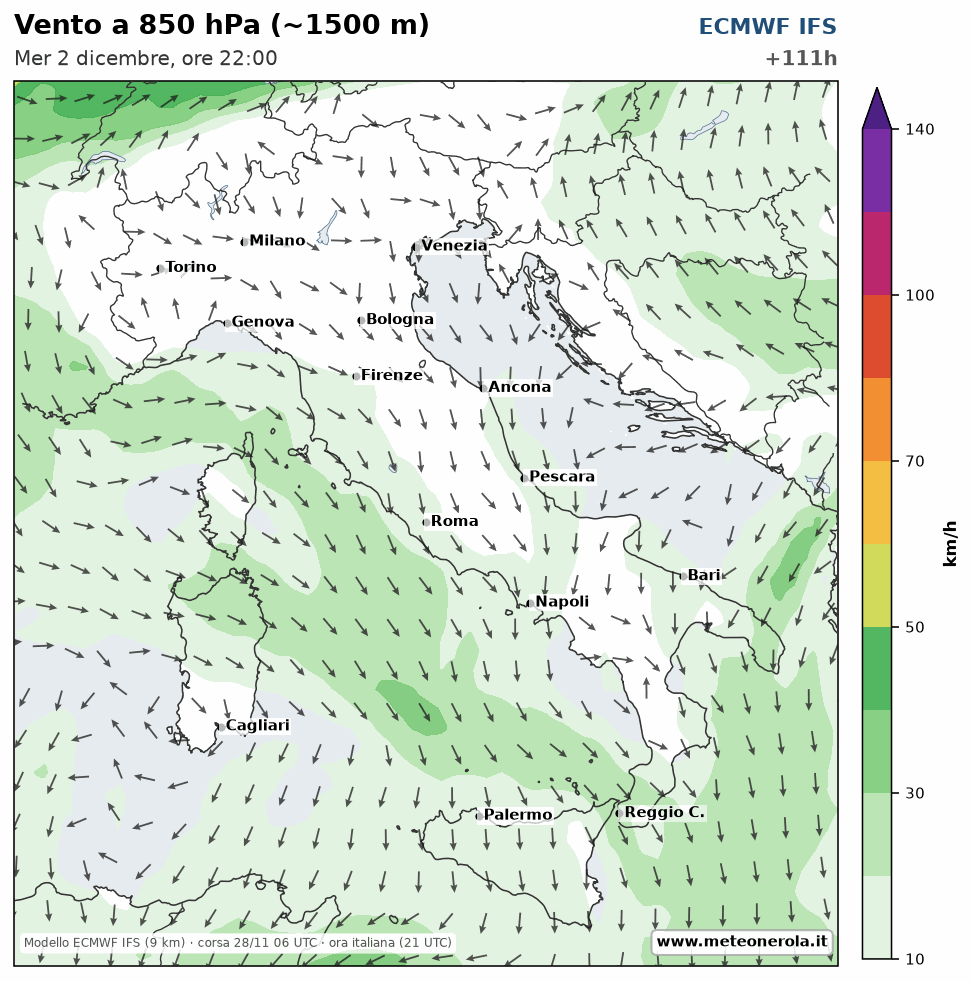 Vento a 850 hPa (~1500 m)
ECMWF IFS
Mer 2 dicembre, ore 22:00
+111h
Milano
Venezia
Torino
Genova
Bologna
Firenze
Ancona
Pescara
Roma
Bari
Napoli
Cagliari
Palermo
Reggio C.
140
100
70
50
30
10
km/h
Modello ECMWF IFS (9 km) · corsa 28/11 06 UTC · ora italiana (21 UTC)
www.meteonerola.it